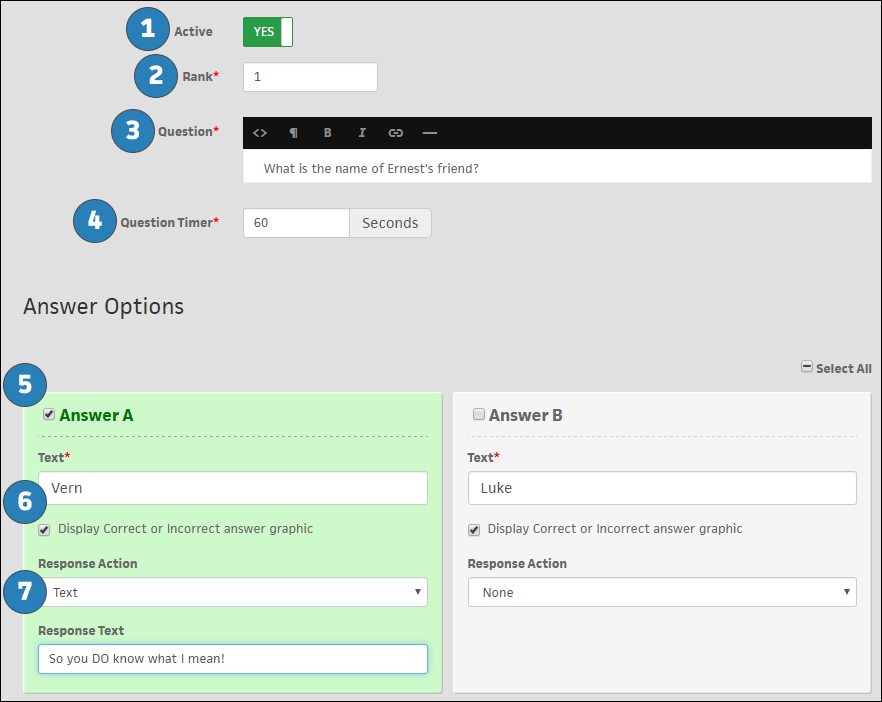 1 Active YES
2 Rank* 1
3 Question* <> ¶ B I
What is the name of Ernest's friend?
4 Question Timer* 60 Seconds
Answer Options
Select All
5
Answer A
Text*
Vern
6
Display Correct or Incorrect answer graphic
Response Action
7 Text
Response Text
So you DO know what I mean!
Answer B
Text*
Luke
Display Correct or Incorrect answer graphic
Response Action
None